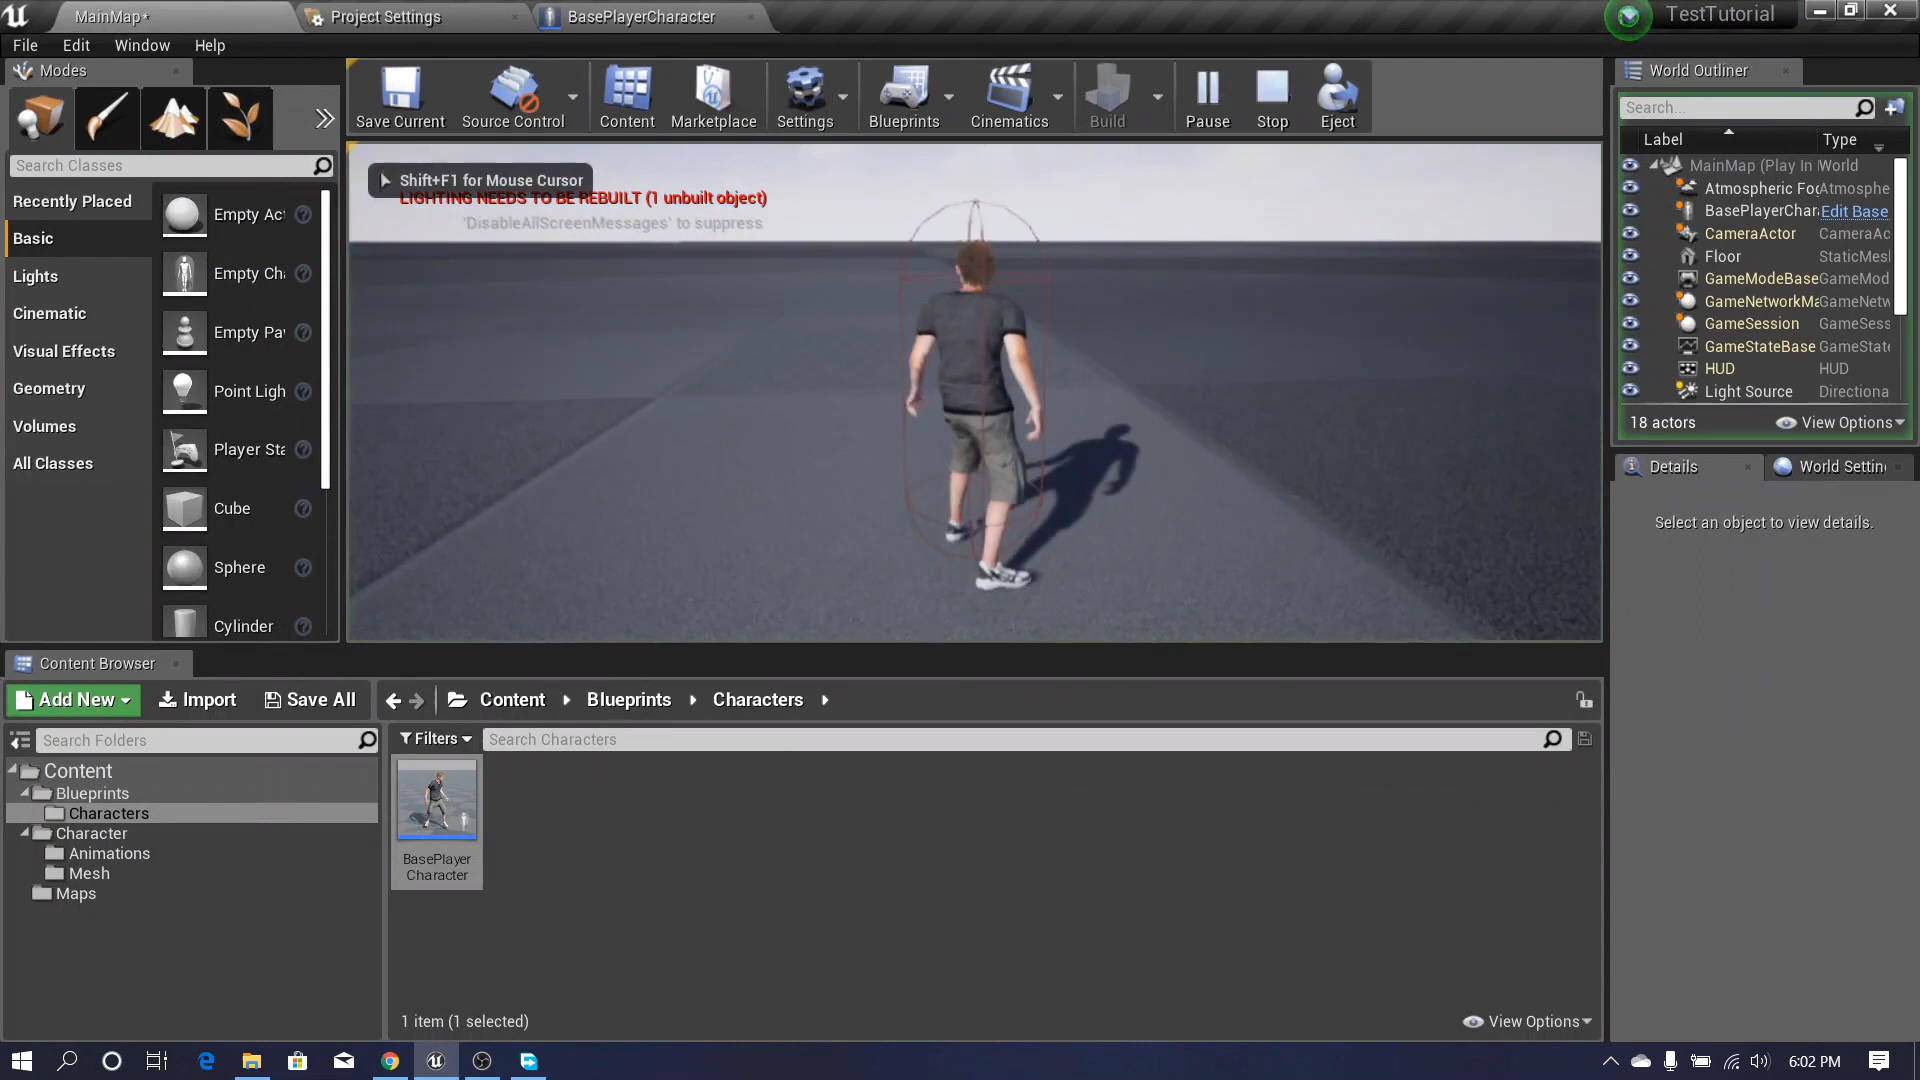 MainMap*
Project Settings
BasePlayerCharacter
TestTutorial
File
Edit
Window
Help
Modes
Save Current
Source Control
Content
Marketplace
Settings
Blueprints
Cinematics
Build
Pause
Stop
Eject
Search Classes
Recently Placed
Basic
Lights
Cinematic
Visual Effects
Geometry
Volumes
All Classes
Empty Act
Empty Cha
Empty Pa
Point Ligh
Player Sta
Cube
Sphere
Cylinder
Shift+F1 for Mouse Cursor
LIGHTING NEEDS TO BE REBUILT (1 unbuilt object)
'DisableAllScreenMessages' to suppress
World Outliner
Search...
Label
Type
MainMap (Play In World
Atmospheric Fog Atmosphe
BasePlayerChar Edit Base
CameraActor CameraAc
Floor StaticMesh
GameModeBase GameMod
GameNetworkMa GameNetw
GameSession GameSess
GameStateBase GameState
HUD HUD
Light Source Directiona
18 actors
View Options
Details
World Settin
Select an object to view details.
Content Browser
Add New
Import
Save All
Content
Blueprints
Characters
Search Folders
Filters
Search Characters
Content
Blueprints
Characters
Character
Animations
Mesh
Maps
BasePlayer
Character
1 item (1 selected)
View Options
6:02 PM